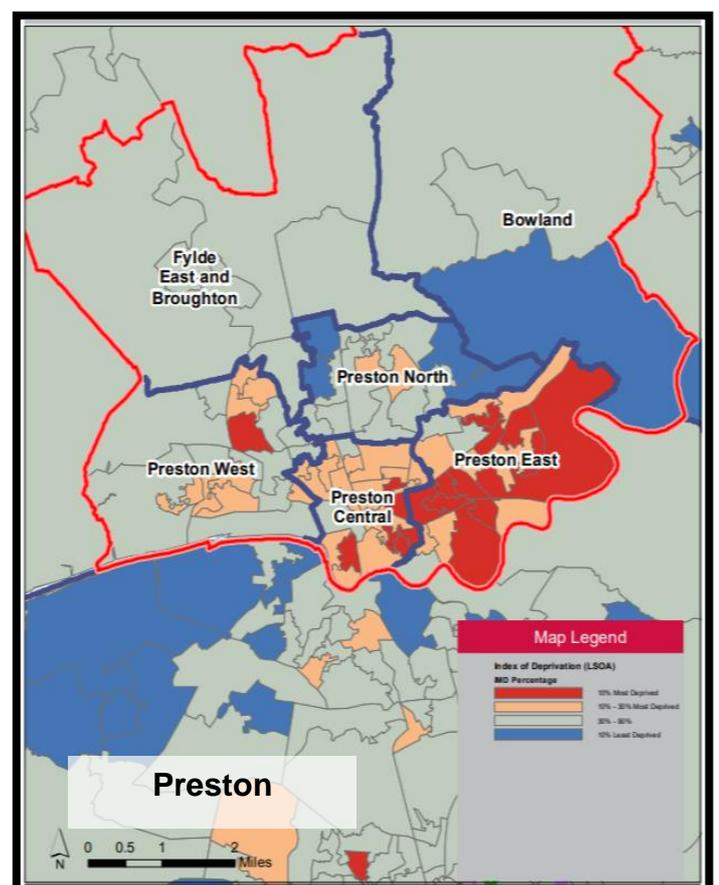 Bowland
Fylde
East and
Broughton
Preston North
Preston West
Preston East
Preston
Central
Map Legend
Index of Deprivation (LSOA)
IMD Percentage
10% Most Deprived
10% - 30% Most Deprived
30% - 90%
10% Least Deprived
Preston
0 0.5 1 2
Miles
N